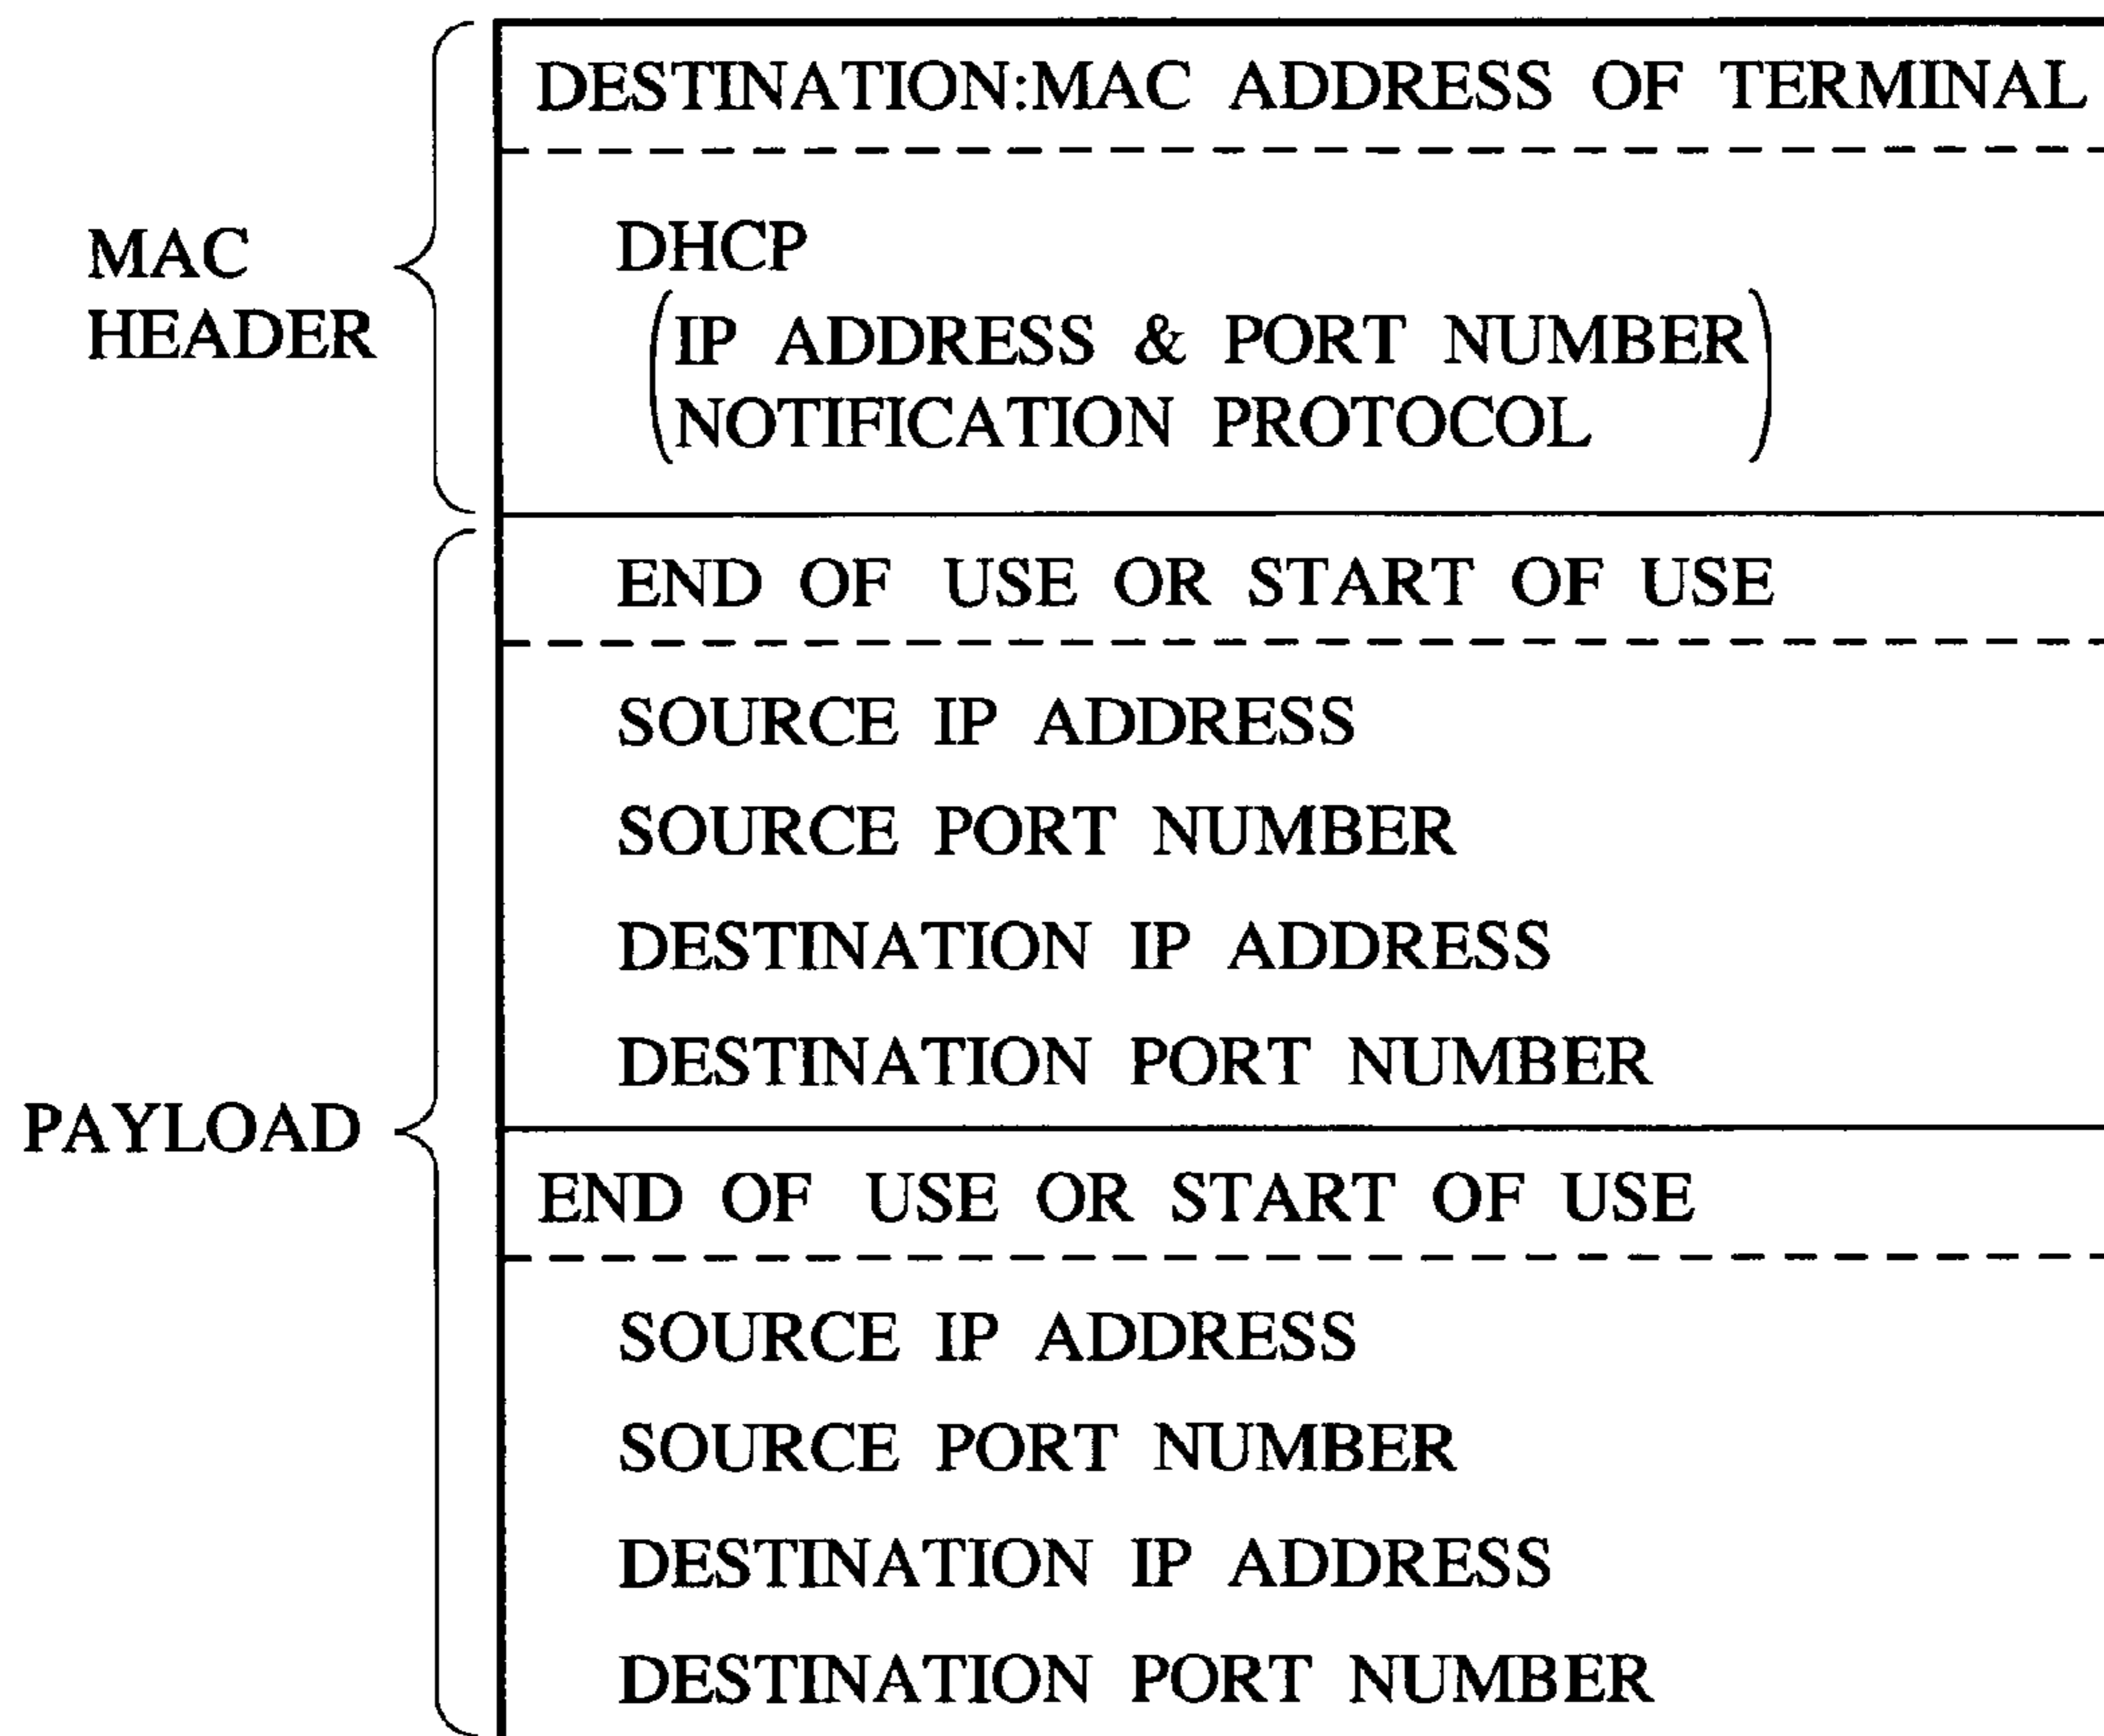 DESTINATION:MAC ADDRESS OF TERMINAL
MAC
HEADER
DHCP
(IP ADDRESS & PORT NUMBER
NOTIFICATION PROTOCOL)
END OF USE OR START OF USE
SOURCE IP ADDRESS
SOURCE PORT NUMBER
DESTINATION IP ADDRESS
DESTINATION PORT NUMBER
PAYLOAD
END OF USE OR START OF USE
SOURCE IP ADDRESS
SOURCE PORT NUMBER
DESTINATION IP ADDRESS
DESTINATION PORT NUMBER